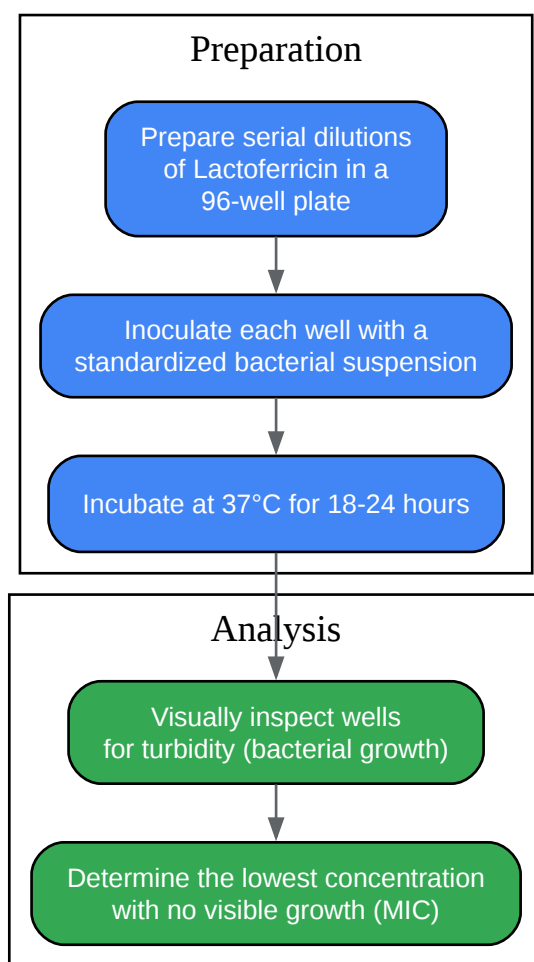 Preparation
Prepare serial dilutions
of Lactoferricin in a
96-well plate
Inoculate each well with a
standardized bacterial suspension
Incubate at 37°C for 18-24 hours
Analysis
Visually inspect wells
for turbidity (bacterial growth)
Determine the lowest concentration
with no visible growth (MIC)